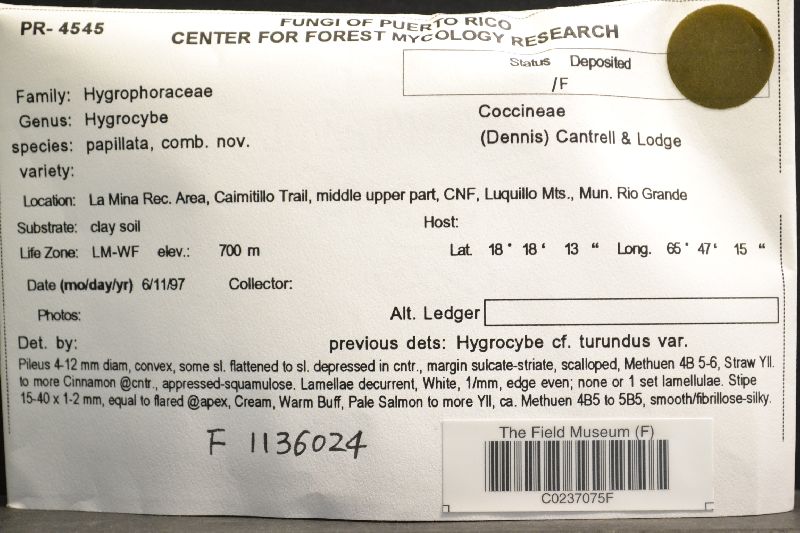 PR- 4545
FUNGI OF PUERTO RICO
CENTER FOR FOREST MYCOLOGY RESEARCH
Status Deposited
/F
Family: Hygrophoraceae
Genus: Hygrocybe Coccineae
species: papillata, comb. nov. (Dennis) Cantrell & Lodge
variety:
Location: La Mina Rec. Area, Caimitillo Trail, middle upper part, CNF, Luquillo Mts., Mun. Rio Grande
Substrate: clay soil Host:
Life Zone: LM-WF elev.: 700 m Lat. 18 ° 18 ' 13 " Long. 65 ° 47 ' 15 "
Date (mo/day/yr) 6/11/97 Collector:
Photos: Alt. Ledger
Det. by: previous dets: Hygrocybe cf. turundus var.
Pileus 4-12 mm diam, convex, some sl. flattened to sl. depressed in cntr., margin sulcate-striate, scalloped, Methuen 4B 5-6, Straw Yll.
to more Cinnamon @cntr., appressed-squamulose. Lamellae decurrent, White, 1/mm, edge even; none or 1 set lamellulae. Stipe
15-40 x 1-2 mm, equal to flared @apex, Cream, Warm Buff, Pale Salmon to more Yll, ca. Methuen 4B5 to 5B5, smooth/fibrillose-silky.
F 1136024
The Field Museum (F)
C0237075F